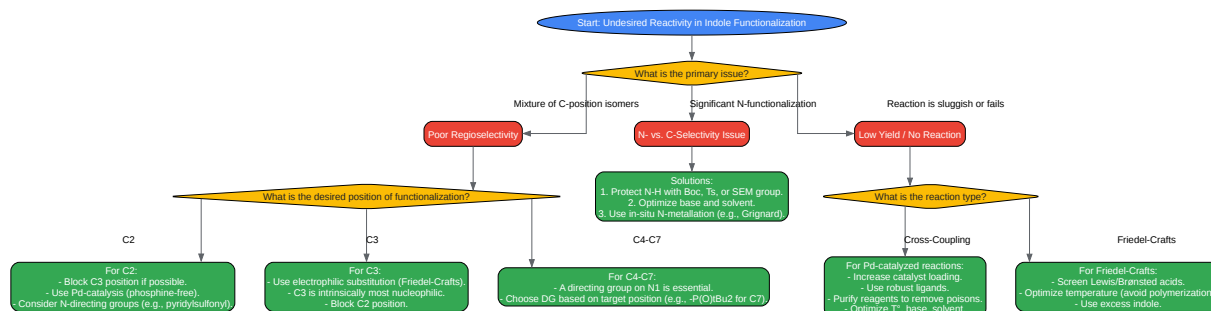 Start: Undesired Reactivity in Indole Functionalization
What is the primary issue?
Mixture of C-position isomers
Significant N-functionalization
Reaction is sluggish or fails
Poor Regioselectivity
N- vs. C-Selectivity Issue
Low Yield / No Reaction
Solutions:
1. Protect N-H with Boc, Ts, or SEM group.
2. Optimize base and solvent.
3. Use in-situ N-metallation (e.g., Grignard).
What is the desired position of functionalization?
What is the reaction type?
C2
C3
C4-C7
Cross-Coupling
Friedel-Crafts
For C2:
- Block C3 position if possible.
- Use Pd-catalysis (phosphine-free).
- Consider N-directing groups (e.g., pyridylsulfonyl).
For C3:
- Use electrophilic substitution (Friedel-Crafts).
- C3 is intrinsically most nucleophilic.
- Block C2 position.
For C4-C7:
- A directing group on N1 is essential.
- Choose DG based on target position (e.g., -P(O)tBu2 for C7).
For Pd-catalyzed reactions:
- Increase catalyst loading.
- Use robust ligands.
- Purify reagents to remove poisons.
- Optimize T°, base, solvent.
For Friedel-Crafts:
- Screen Lewis/Brønsted acids.
- Optimize temperature (avoid polymerization
- Use excess indole.